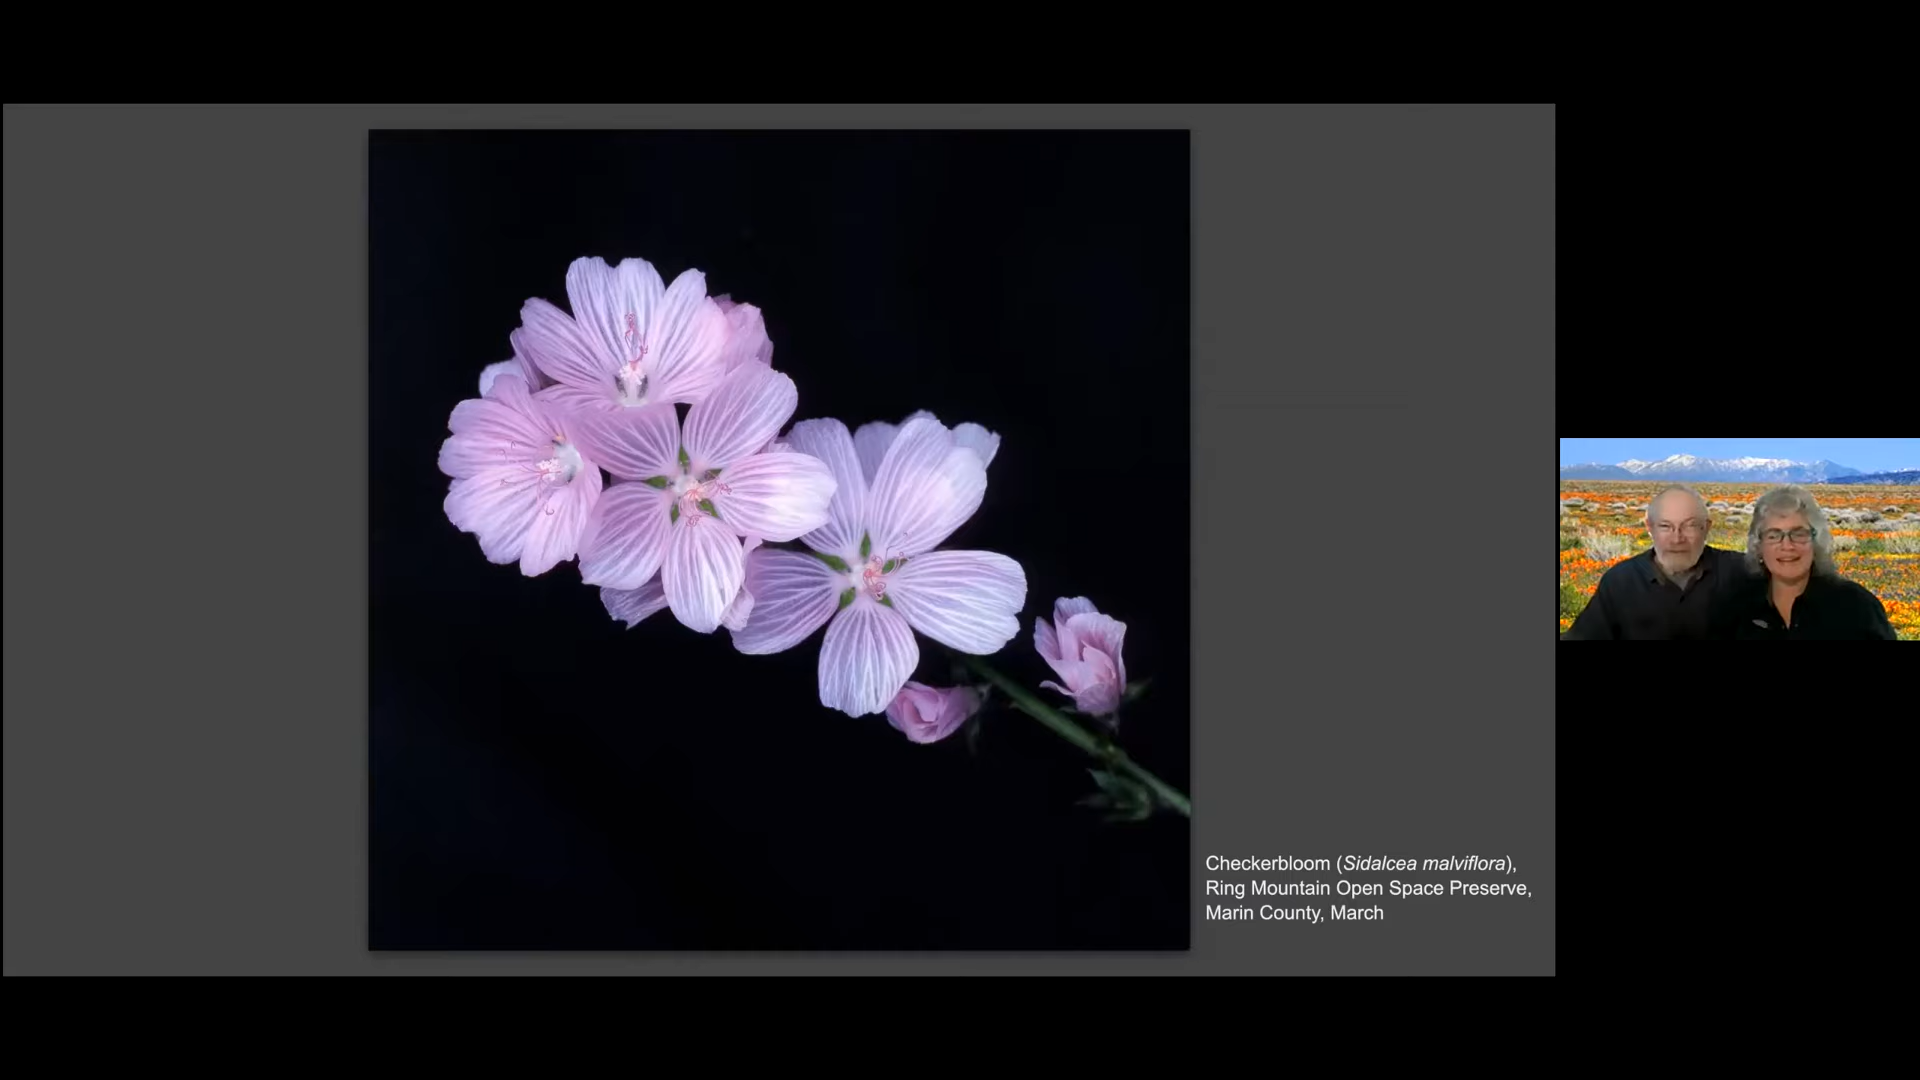 Checkerbloom (Sidalcea malviflora),
Ring Mountain Open Space Preserve,
Marin County, March